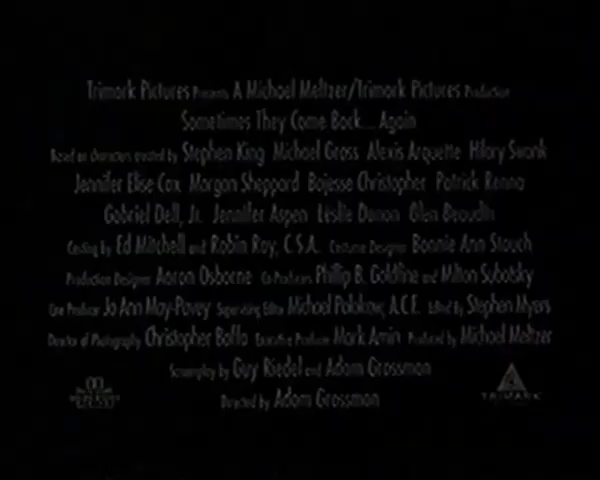 Trimark Pictures Presents A Michael Meltzer/Trimark Pictures Production
Sometimes They Come Back... Again
Based on characters created by Stephen King Michael Gross Alexis Arquette Hilary Swank
Jennifer Elise Cox Morgan Sheppard Bojesse Christopher Patrick Renna
Gabriel Dell, Jr. Jennifer Aspen Leslie Danon Glen Beaudin
Casting by Ed Mitchell and Robin Ray, C.S.A. Costume Designer Bonnie Ann Stauch
Production Designer Aaron Osborne Co-Producers Phillip B. Goldfine and Milton Subotsky
Line Producer Jo Ann May-Pavey Supervising Editor Michael Polakow, A.C.E. Edited By Stephen Myers
Director of Photography Christopher Baffa Executive Producer Mark Amin Produced by Michael Meltzer
Screenplay by Guy Riedel and Adam Grossman
Directed by Adam Grossman
TRIMARK